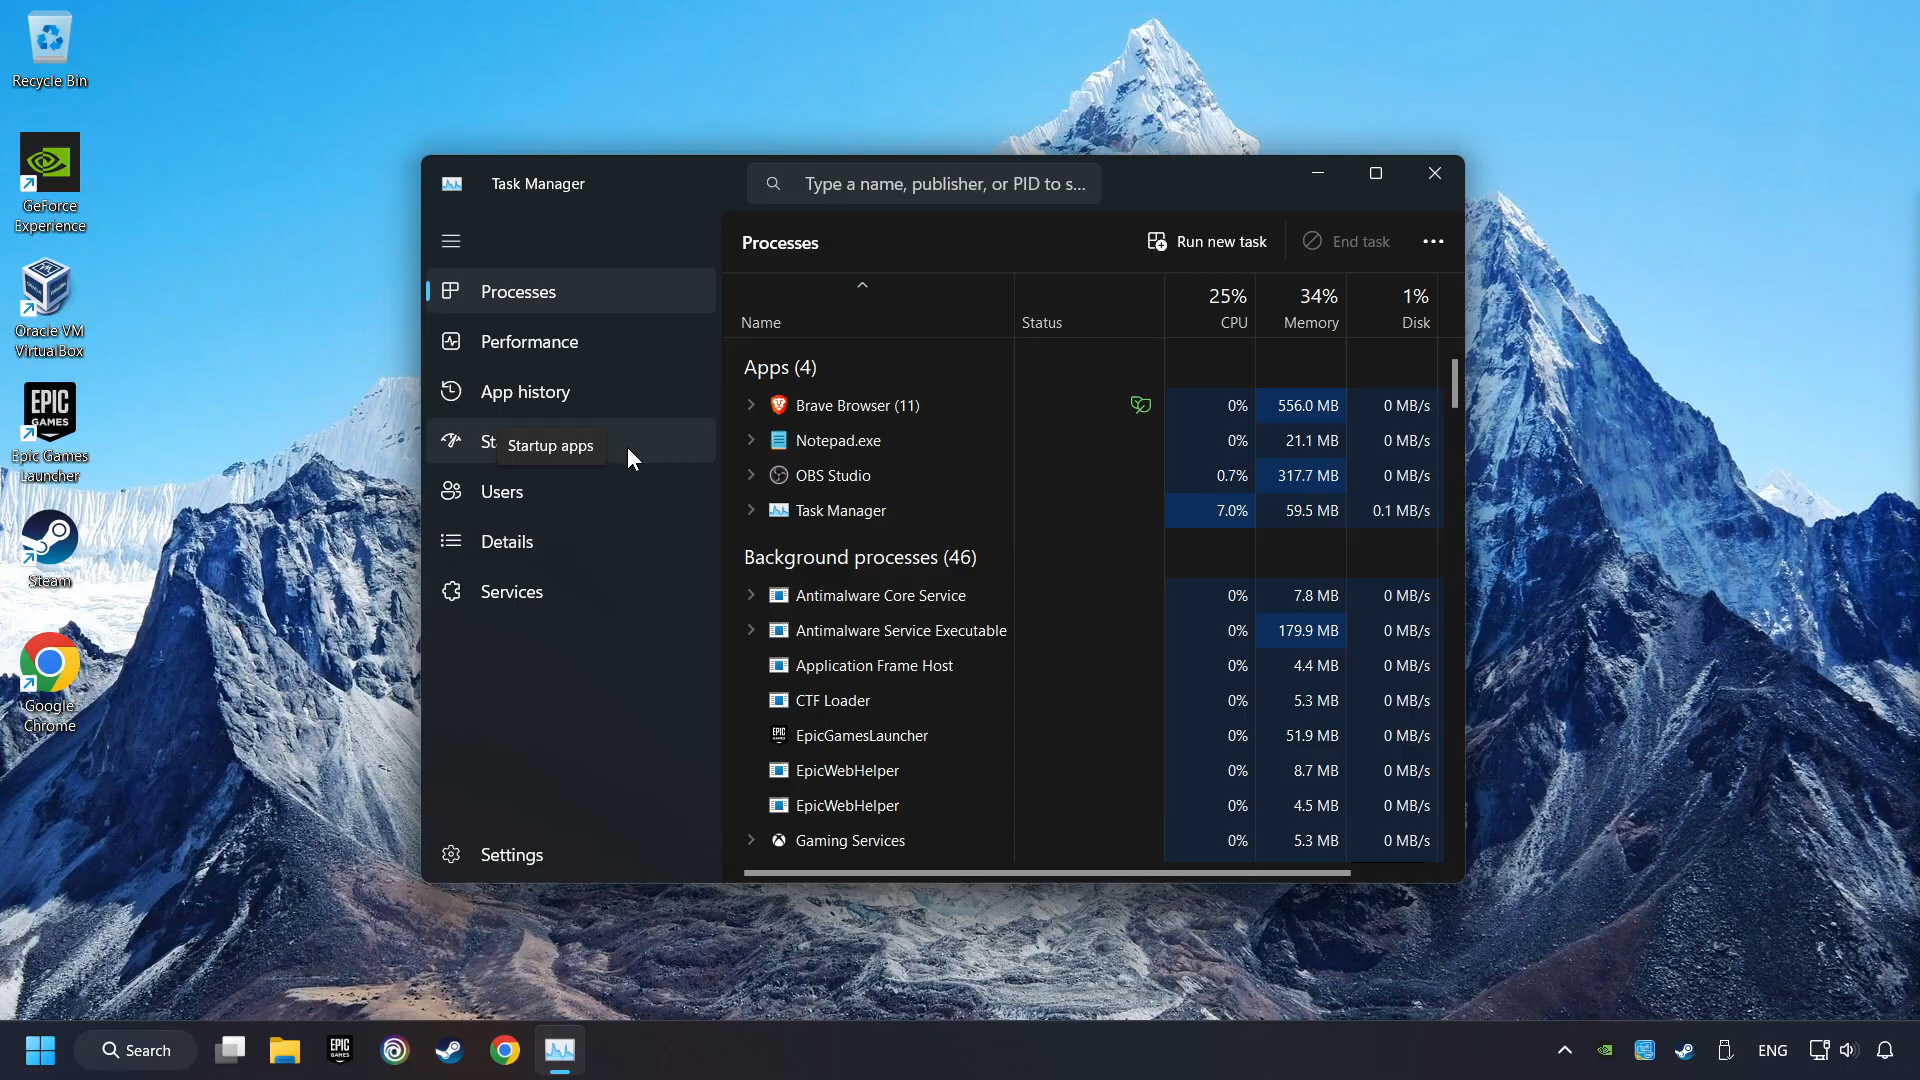 Recycle Bin
GeForce
Experience
Oracle VM
VirtualBox
EPIC
GAMES
Epic Games
Launcher
Steam
Google
Chrome
Task Manager
Type a name, publisher, or PID to s...
Processes
Performance
App history
St
Startup apps
Users
Details
Services
Settings
Processes
Run new task
End task
Name
Status
25%
CPU
34%
Memory
1%
Disk
Apps (4)
Brave Browser (11) 0% 556.0 MB 0 MB/s
Notepad.exe 0% 21.1 MB 0 MB/s
OBS Studio 0.7% 317.7 MB 0 MB/s
Task Manager 7.0% 59.5 MB 0.1 MB/s
Background processes (46)
Antimalware Core Service 0% 7.8 MB 0 MB/s
Antimalware Service Executable 0% 179.9 MB 0 MB/s
Application Frame Host 0% 4.4 MB 0 MB/s
CTF Loader 0% 5.3 MB 0 MB/s
EpicGamesLauncher 0% 51.9 MB 0 MB/s
EpicWebHelper 0% 8.7 MB 0 MB/s
EpicWebHelper 0% 4.5 MB 0 MB/s
Gaming Services 0% 5.3 MB 0 MB/s
Search
EPIC
GAMES
ENG